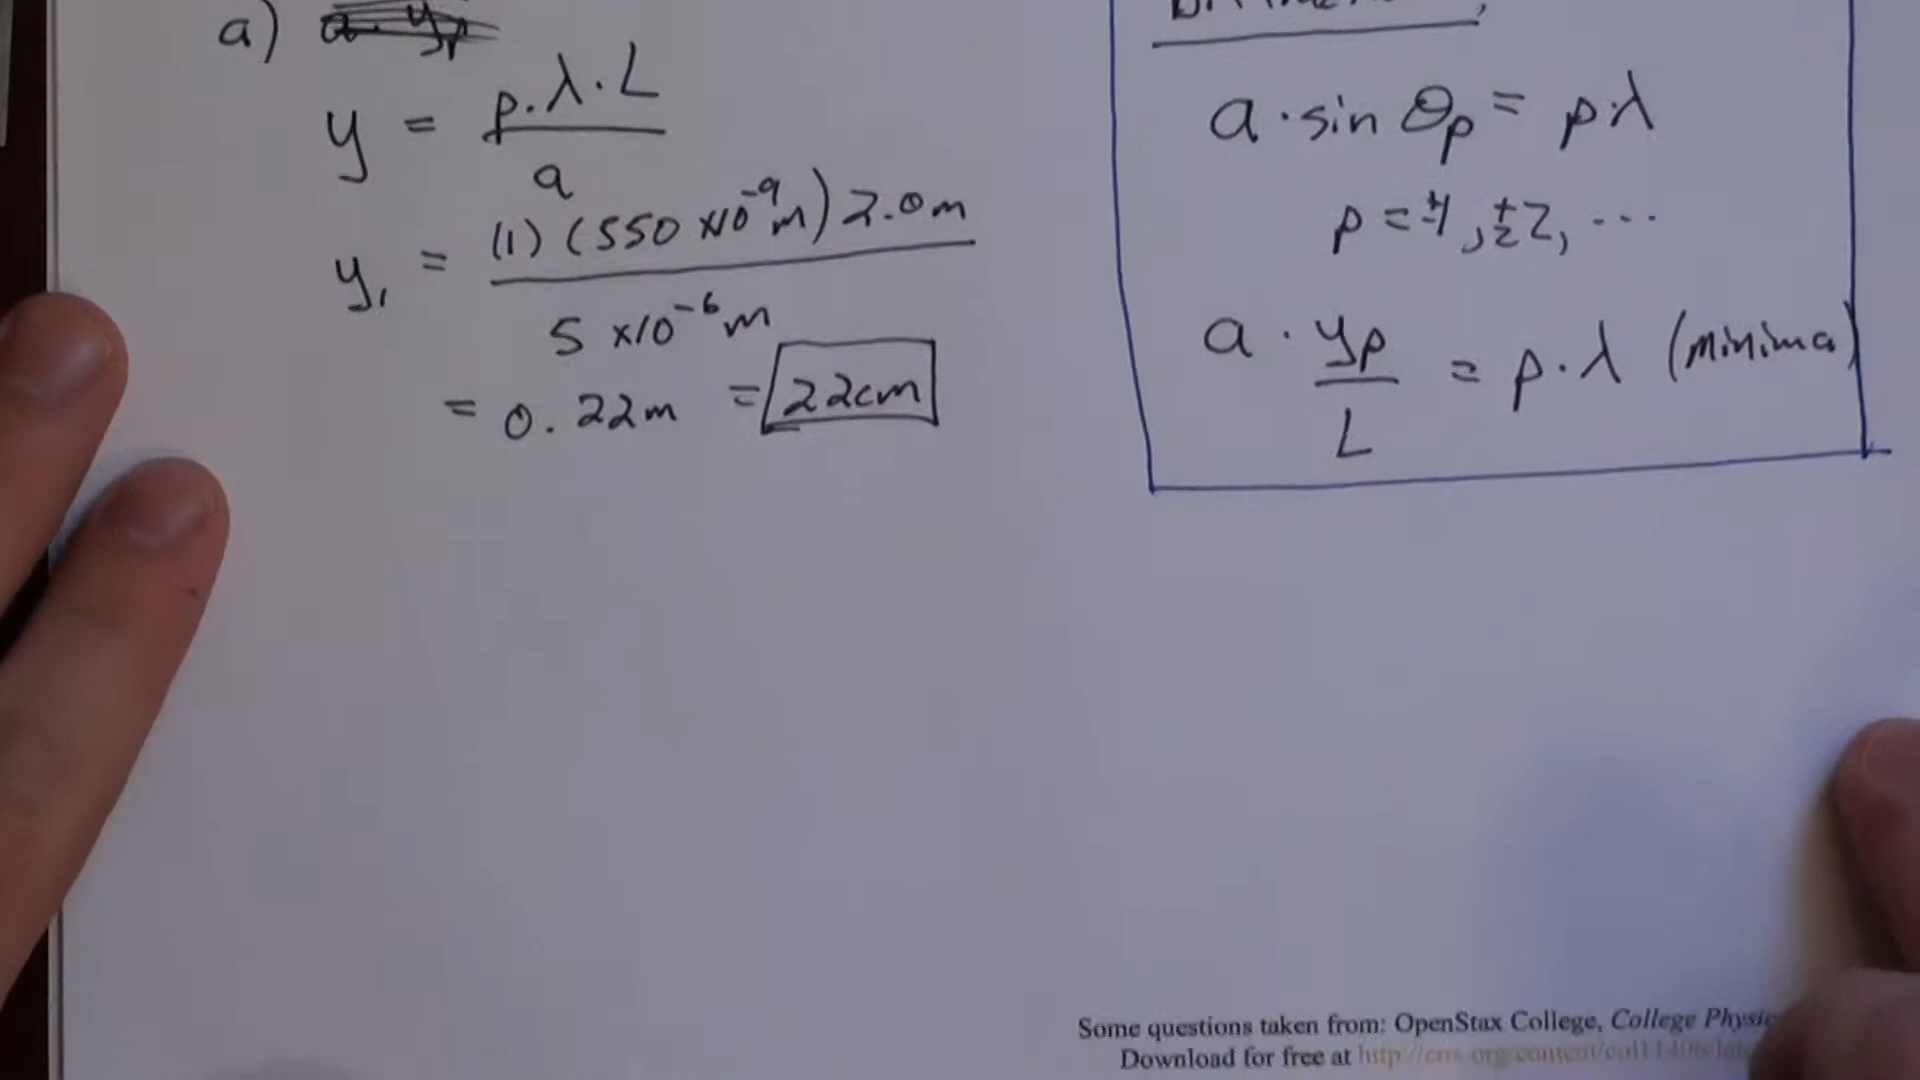 a)
y = p·λ·L / a
y₁ = (1)(550 ×10⁻⁹m) 2.0m / 5 ×10⁻⁶m
= 0.22m = 22cm
a · sin θp = p·λ
p = ±1, ±2, ...
a · yp / L = p·λ (minima)
Some questions taken from: OpenStax College, College
Download for free at